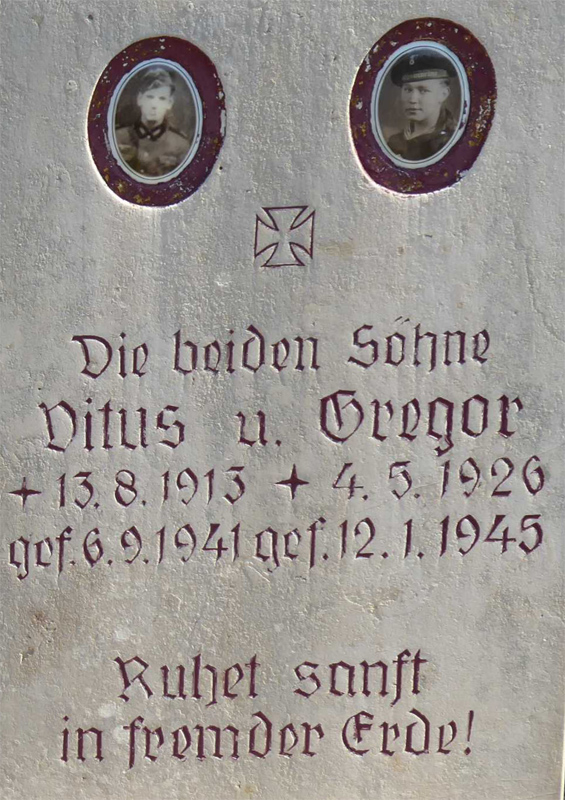 Die beiden Söhne
Vitus u. Gregor
+ 13. 8. 1913 + 4. 5. 1926
gef. 6. 9. 1941 gef. 12. 1. 1945
Ruhet sanft
in fremder Erde!